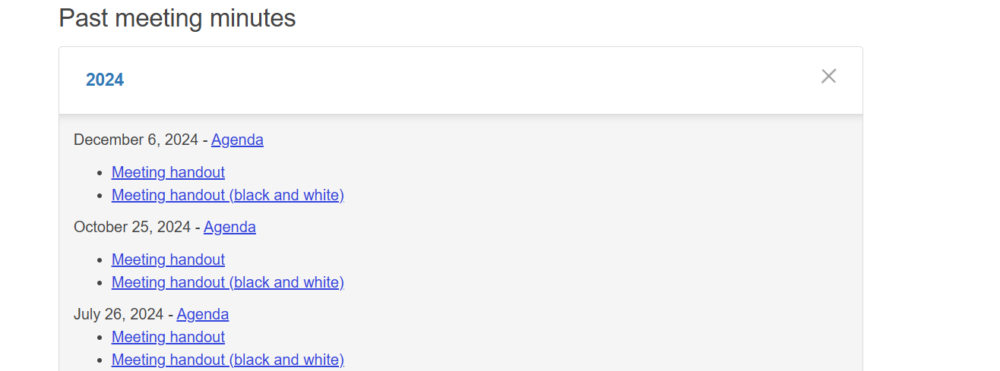 Past meeting minutes
2024
December 6, 2024 - Agenda
Meeting handout
Meeting handout (black and white)
October 25, 2024 - Agenda
Meeting handout
Meeting handout (black and white)
July 26, 2024 - Agenda
Meeting handout
Meeting handout (black and white)